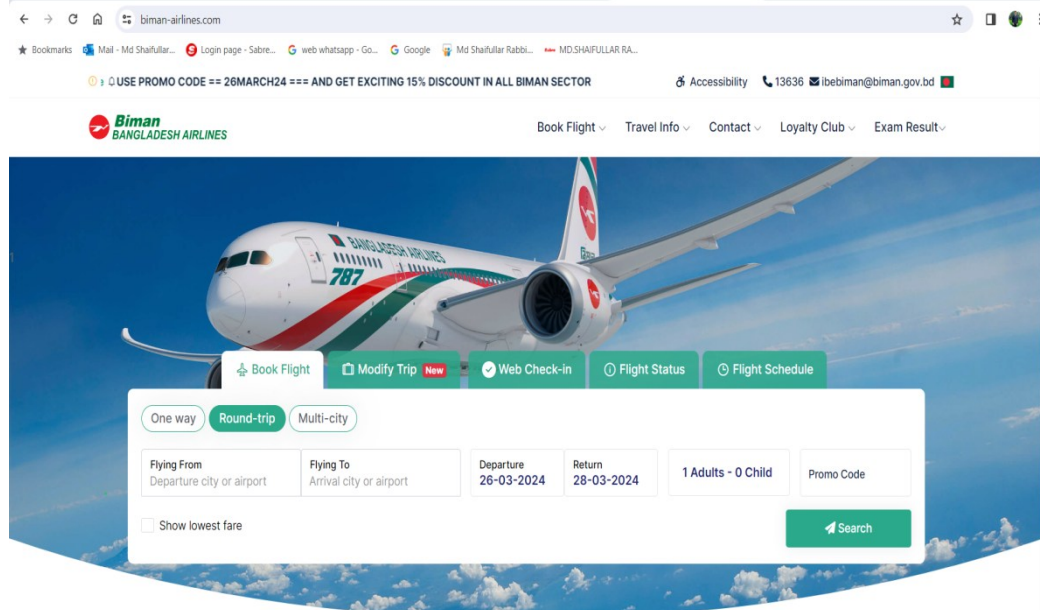 biman-airlines.com
Bookmarks Mail - Md Shaifullar... Login page - Sabre... web whatsapp - Go... Google Md Shaifullar Rabbi... MD.SHAIFULLAR RA...
USE PROMO CODE == 26MARCH24 === AND GET EXCITING 15% DISCOUNT IN ALL BIMAN SECTOR Accessibility 13636 ibebiman@biman.gov.bd
Biman
BANGLADESH AIRLINES
Book Flight Travel Info Contact Loyalty Club Exam Result
BANGLADESH AIRLINES
787
Book Flight Modify Trip New Web Check-in Flight Status Flight Schedule
One way Round-trip Multi-city
Flying From Flying To Departure Return
Departure city or airport Arrival city or airport 26-03-2024 28-03-2024 1 Adults - 0 Child Promo Code
Show lowest fare Search